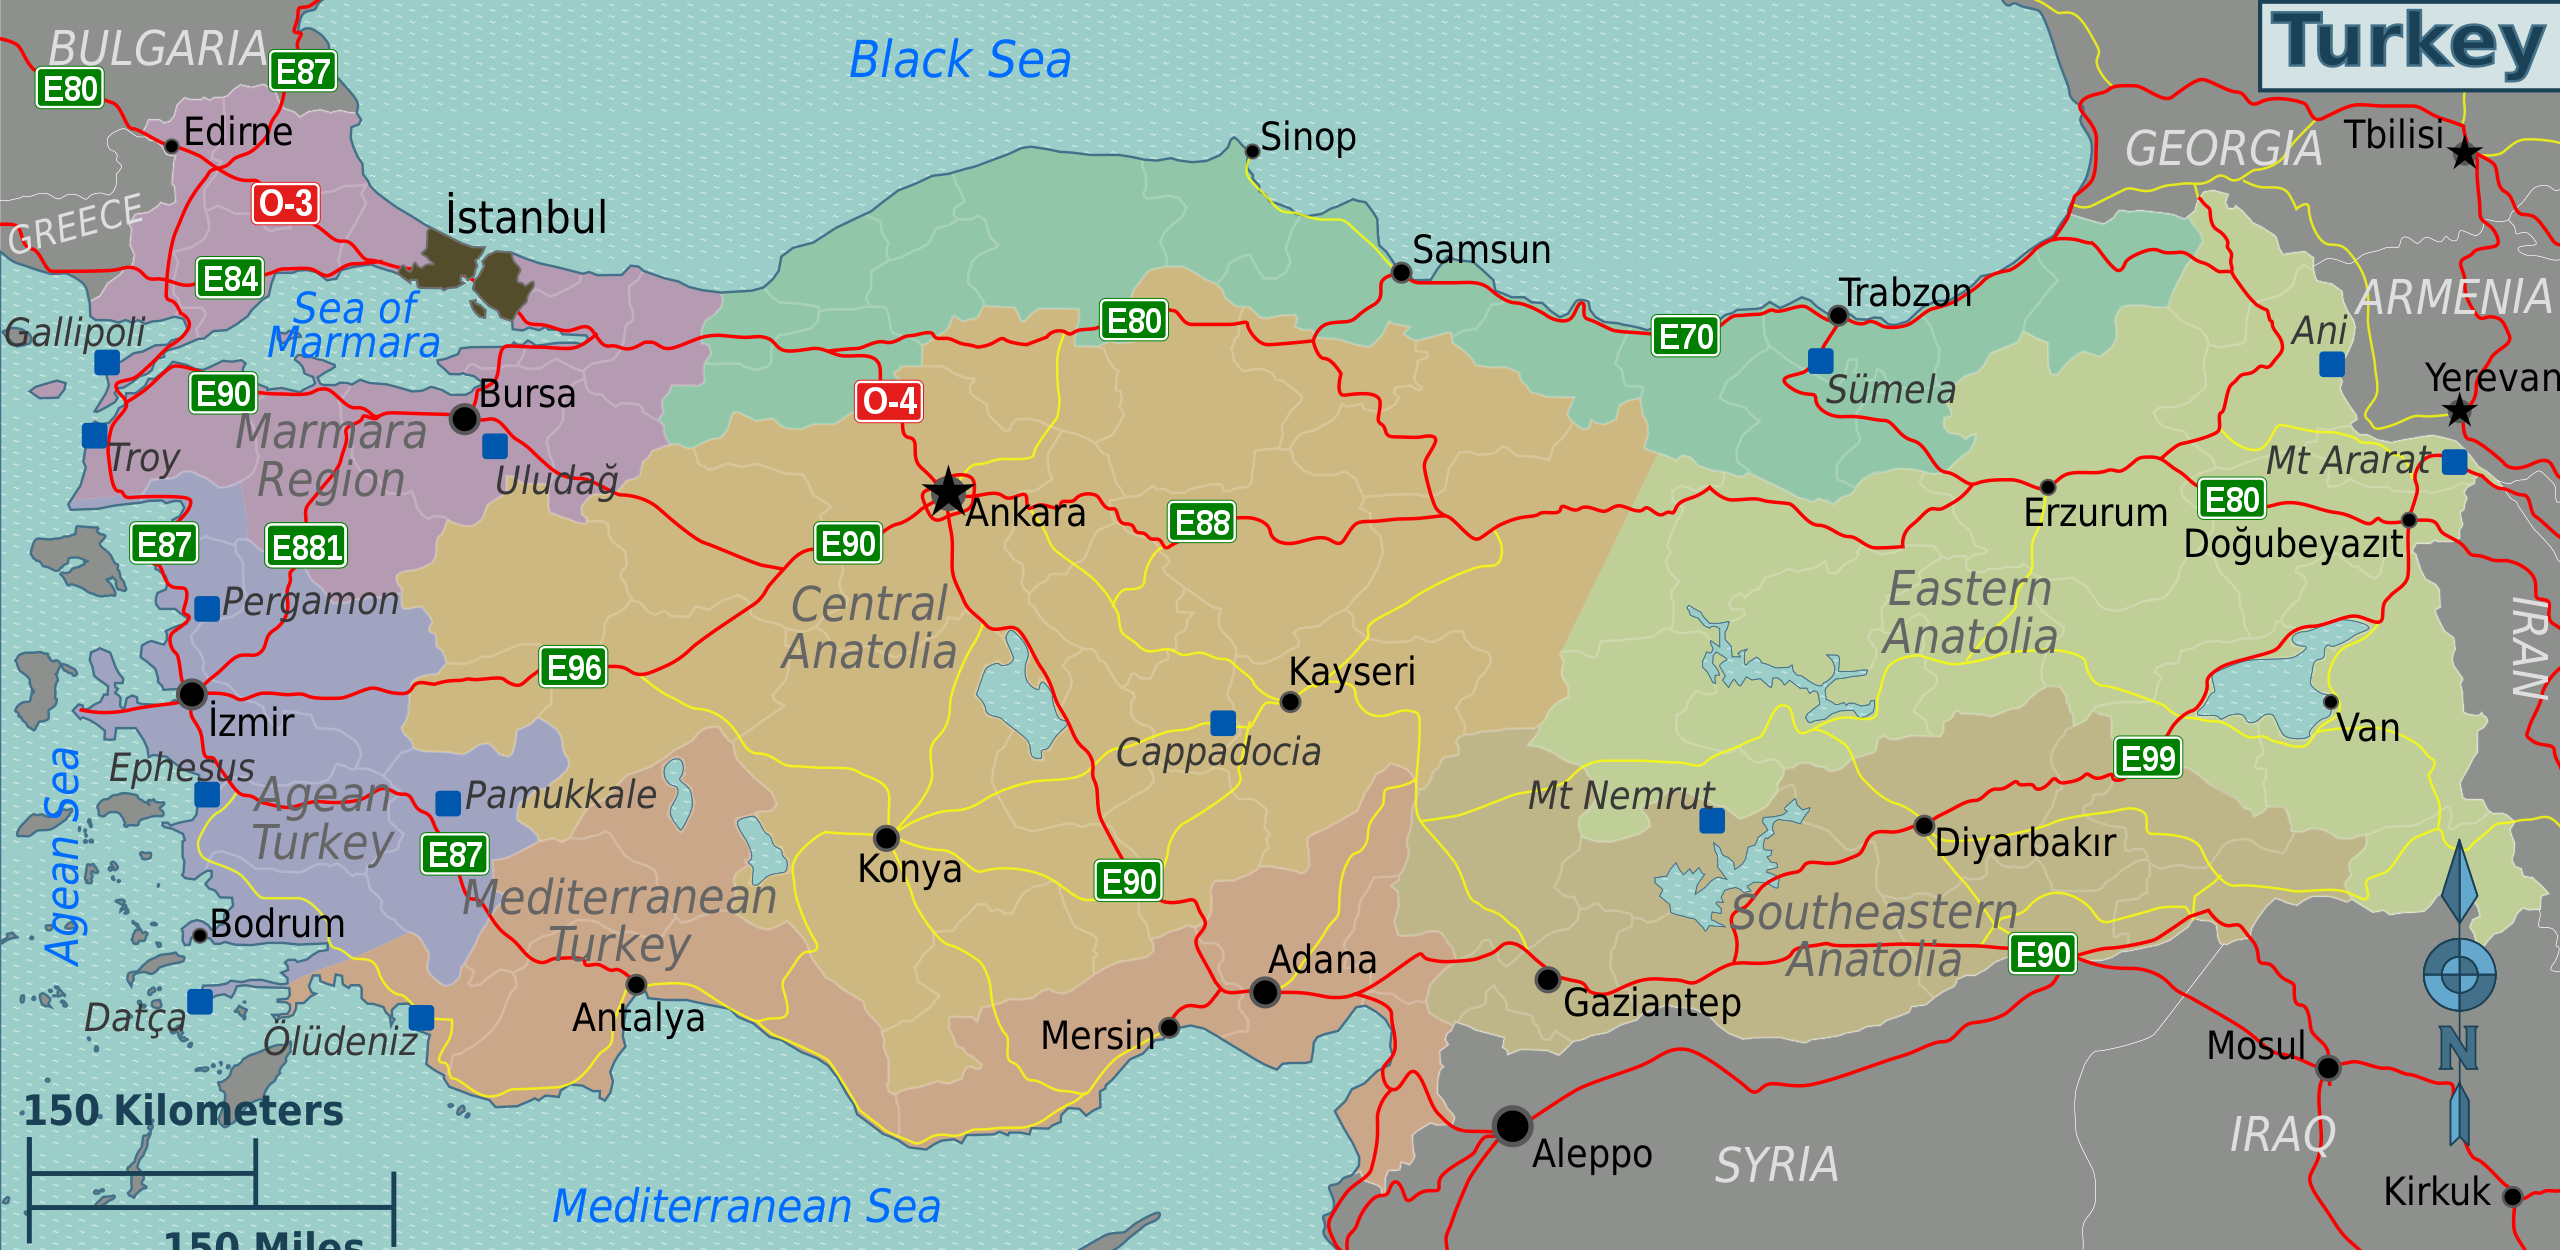 Turkey
BULGARIA
E87
E80
Black Sea
Edirne
Sinop
GEORGIA
Tbilisi
GREECE
O-3
İstanbul
Samsun
E84
Sea of
Marmara
Trabzon
ARMENIA
Gallipoli
E80
E70
Ani
E90
Bursa
O-4
Sümela
Yerevan
Marmara
Region
Troy
Uludağ
Mt Ararat
Ankara
E88
Erzurum
E80
Doğubeyazıt
E87
E881
E90
Pergamon
Central
Anatolia
Eastern
Anatolia
IRAN
E96
Kayseri
İzmir
Cappadocia
Van
Agean Sea
Ephesus
Agean
Turkey
Pamukkale
Mt Nemrut
E99
E87
Konya
E90
Diyarbakır
Mediterranean
Turkey
Southeastern
Anatolia
Bodrum
Adana
E90
Datça
Ölüdeniz
Antalya
Mersin
Gaziantep
Mosul
N
150 Kilometers
Aleppo
SYRIA
IRAQ
Mediterranean Sea
Kirkuk
150 Miles